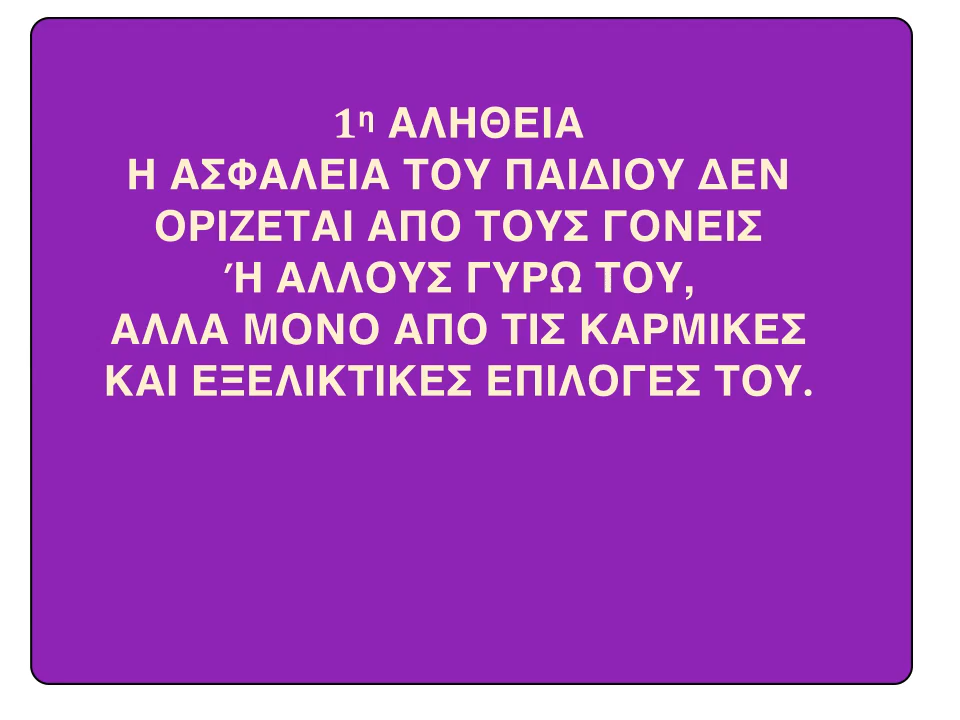 1η ΑΛΗΘΕΙΑ
Η ΑΣΦΑΛΕΙΑ ΤΟΥ ΠΑΙΔΙΟΥ ΔΕΝ
ΟΡΙΖΕΤΑΙ ΑΠΟ ΤΟΥΣ ΓΟΝΕΙΣ
Ή ΑΛΛΟΥΣ ΓΥΡΩ ΤΟΥ,
ΑΛΛΑ ΜΟΝΟ ΑΠΟ ΤΙΣ ΚΑΡΜΙΚΕΣ
ΚΑΙ ΕΞΕΛΙΚΤΙΚΕΣ ΕΠΙΛΟΓΕΣ ΤΟΥ.